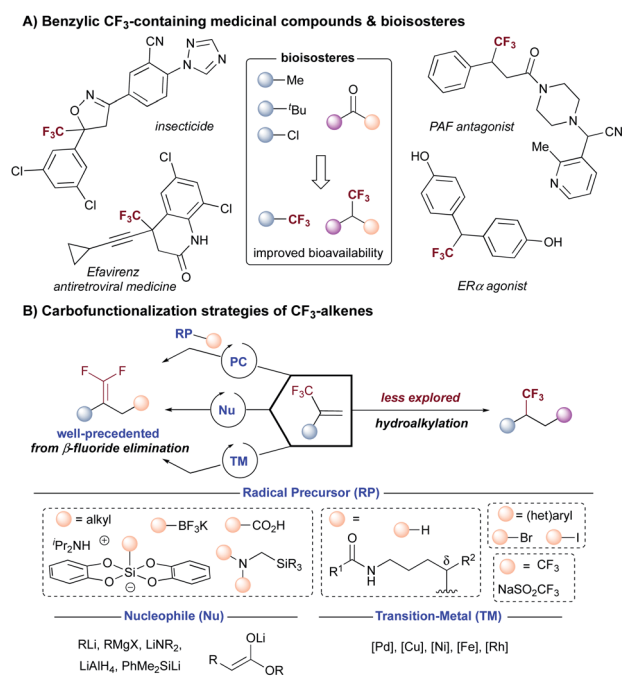 A) Benzylic CF3-containing medicinal compounds & bioisosteres
CN
N
N
N
N
O
F3C
insecticide
Cl
Cl
Cl
Cl
F3C
NH
O
Efavirenz
antiretroviral medicine
bioisosteres
Me
tBu
Cl
O
CF3
CF3
improved bioavailability
CF3
O
N
N
CN
Me
N
PAF antagonist
HO
OH
F3C
ERα agonist
B) Carbofunctionalization strategies of CF3-alkenes
RP
PC
F
F
Nu
F3C
less explored
hydroalkylation
CF3
well-precedented
from β-fluoride elimination
TM
Radical Precursor (RP)
= alkyl
BF3K
CO2H
iPr2NH
⊕
O
O
Si
O
O
⊖
N
SiR3
=
H
O
R1
N
H
δ
R2
= (het)aryl
Br
I
= CF3
NaSO2CF3
Nucleophile (Nu)
Transition-Metal (TM)
RLi, RMgX, LiNR2,
LiAlH4, PhMe2SiLi
OLi
R
OR
[Pd], [Cu], [Ni], [Fe], [Rh]